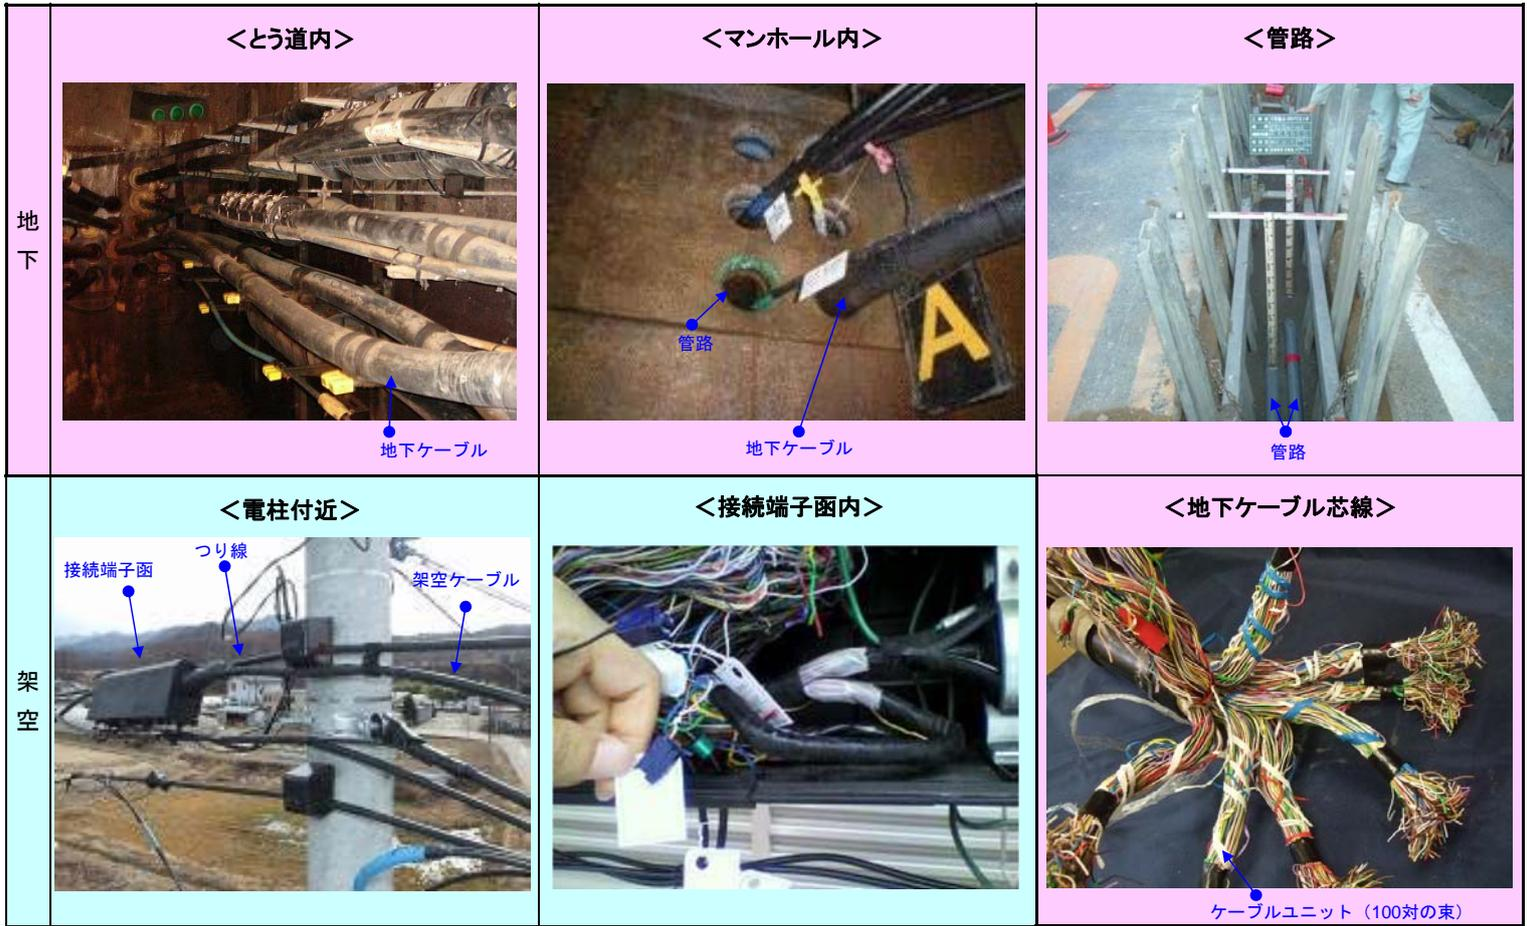 地下
＜とう道内＞
地下ケーブル
＜マンホール内＞
管路
A
地下ケーブル
＜管路＞
管路
架空
＜電柱付近＞
接続端子函
つり線
架空ケーブル
＜接続端子函内＞
＜地下ケーブル芯線＞
ケーブルユニット（100対の束）